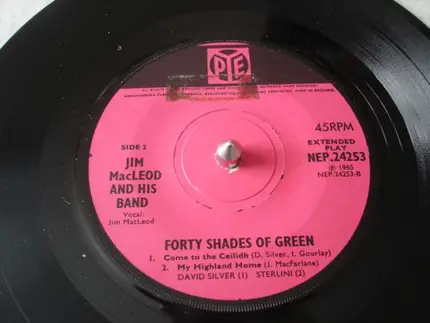 PYE
SIDE 2
JIM
MacLEOD
AND HIS
BAND
Vocal:
Jim MacLeod
45RPM
EXTENDED
PLAY
NEP.24253
℗ 1965
NEP.24253-B
FORTY SHADES OF GREEN
1. Come to the Ceilidh (D. Silver, I. Gourlay)
2. My Highland Home (J. MacFarlane)
DAVID SILVER (1) STERLINI (2)